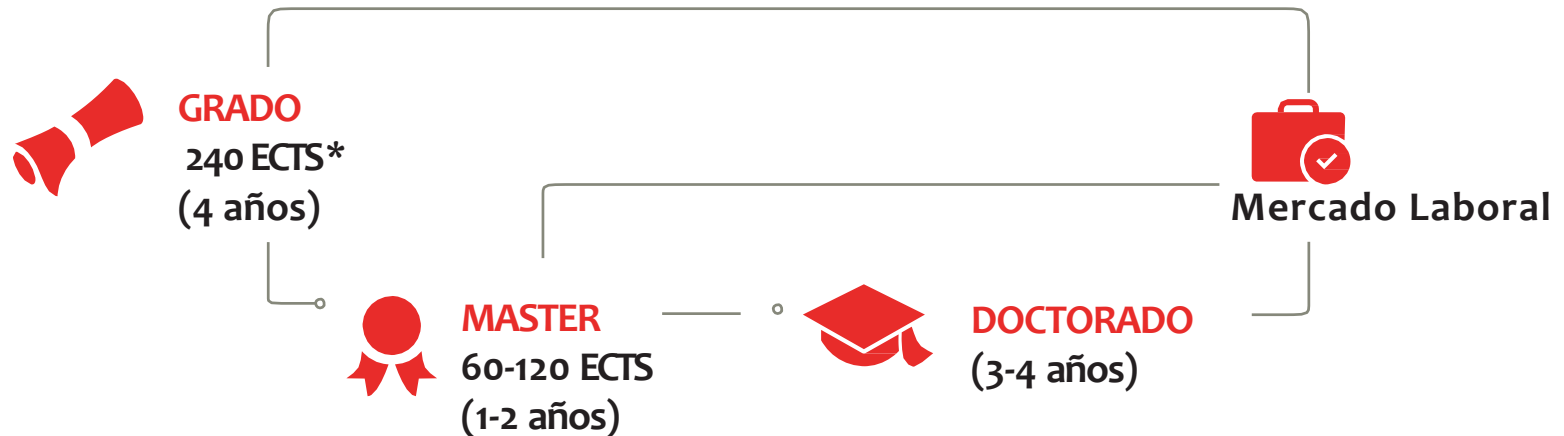 GRADO
240 ECTS*
(4 años)
Mercado Laboral
MASTER
60-120 ECTS
(1-2 años)
DOCTORADO
(3-4 años)